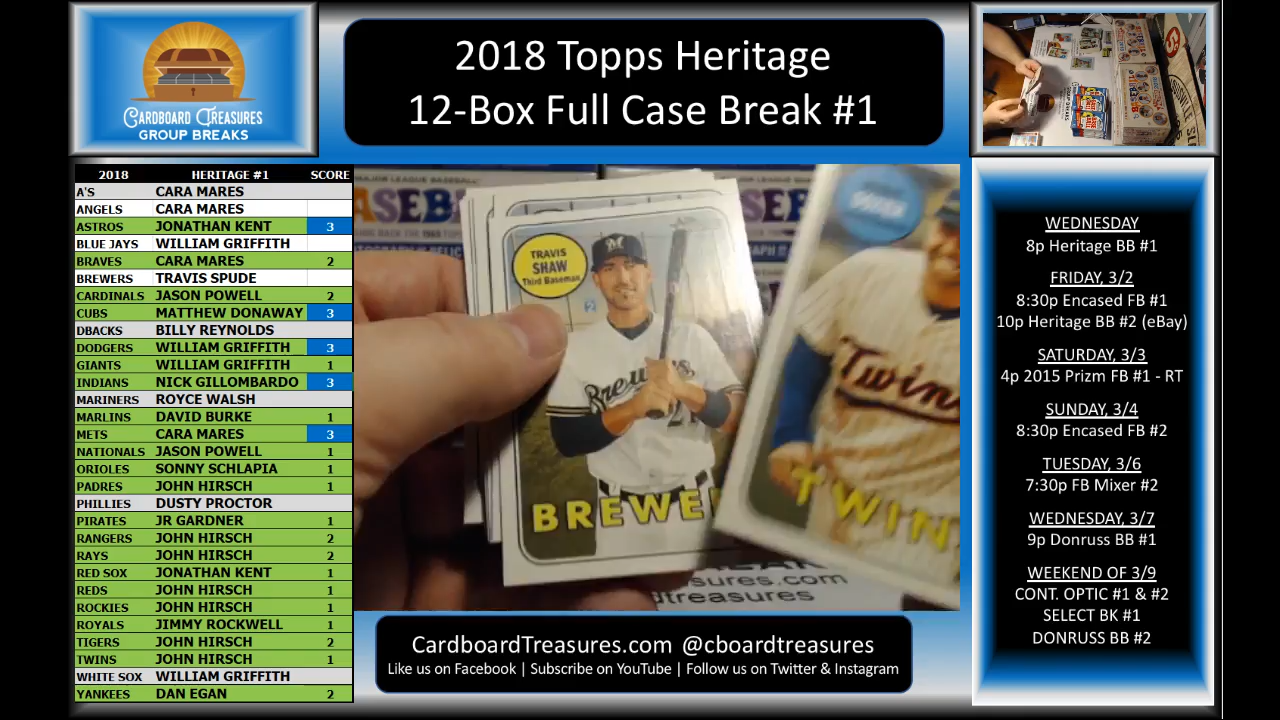 CARDBOARD TREASURES
GROUP BREAKS
2018 Topps Heritage
12-Box Full Case Break #1
2018 HERITAGE #1 SCORE
A'S CARA MARES
ANGELS CARA MARES
ASTROS JONATHAN KENT 3
BLUE JAYS WILLIAM GRIFFITH
BRAVES CARA MARES 2
BREWERS TRAVIS SPUDE
CARDINALS JASON POWELL 2
CUBS MATTHEW DONAWAY 3
DBACKS BILLY REYNOLDS
DODGERS WILLIAM GRIFFITH 3
GIANTS WILLIAM GRIFFITH 1
INDIANS NICK GILLOMBARDO 3
MARINERS ROYCE WALSH
MARLINS DAVID BURKE 1
METS CARA MARES 3
NATIONALS JASON POWELL 1
ORIOLES SONNY SCHLAPIA 1
PADRES JOHN HIRSCH 1
PHILLIES DUSTY PROCTOR
PIRATES JR GARDNER 1
RANGERS JOHN HIRSCH 2
RAYS JOHN HIRSCH 2
RED SOX JONATHAN KENT 1
REDS JOHN HIRSCH 1
ROCKIES JOHN HIRSCH 1
ROYALS JIMMY ROCKWELL 1
TIGERS JOHN HIRSCH 2
TWINS JOHN HIRSCH 1
WHITE SOX WILLIAM GRIFFITH
YANKEES DAN EGAN 2
MAJOR LEAGUE BASEBALL
ASEBA
TRAVIS
SHAW
Third Baseman
Brewers
21
BREWE
Twins
TWIN
sures.com
dtreasures
CardboardTreasures.com @cboardtreasures
Like us on Facebook | Subscribe on YouTube | Follow us on Twitter & Instagram
WEDNESDAY
8p Heritage BB #1
FRIDAY, 3/2
8:30p Encased FB #1
10p Heritage BB #2 (eBay)
SATURDAY, 3/3
4p 2015 Prizm FB #1 - RT
SUNDAY, 3/4
8:30p Encased FB #2
TUESDAY, 3/6
7:30p FB Mixer #2
WEDNESDAY, 3/7
9p Donruss BB #1
WEEKEND OF 3/9
CONT. OPTIC #1 & #2
SELECT BK #1
DONRUSS BB #2